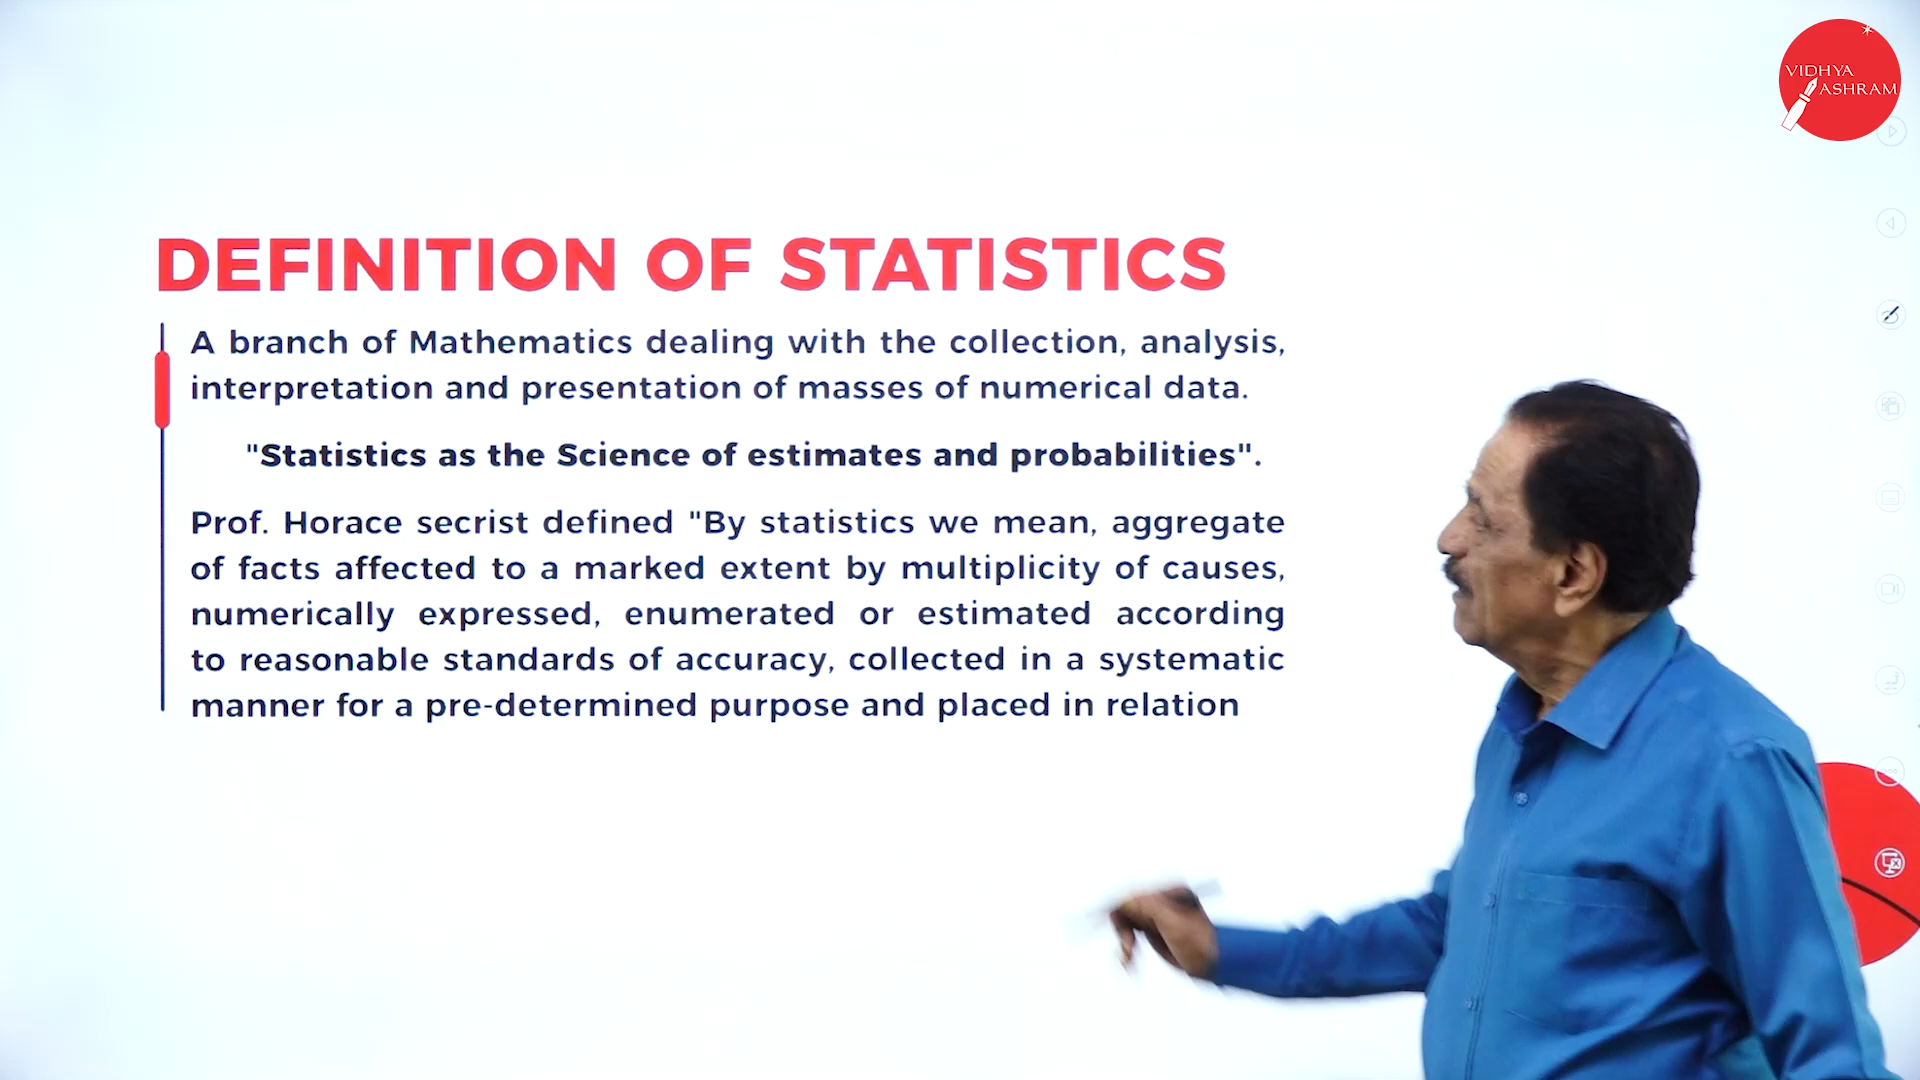 VIDHYA
ASHRAM
DEFINITION OF STATISTICS
A branch of Mathematics dealing with the collection, analysis,
interpretation and presentation of masses of numerical data.
"Statistics as the Science of estimates and probabilities".
Prof. Horace secrist defined "By statistics we mean, aggregate
of facts affected to a marked extent by multiplicity of causes,
numerically expressed, enumerated or estimated according
to reasonable standards of accuracy, collected in a systematic
manner for a pre-determined purpose and placed in relation